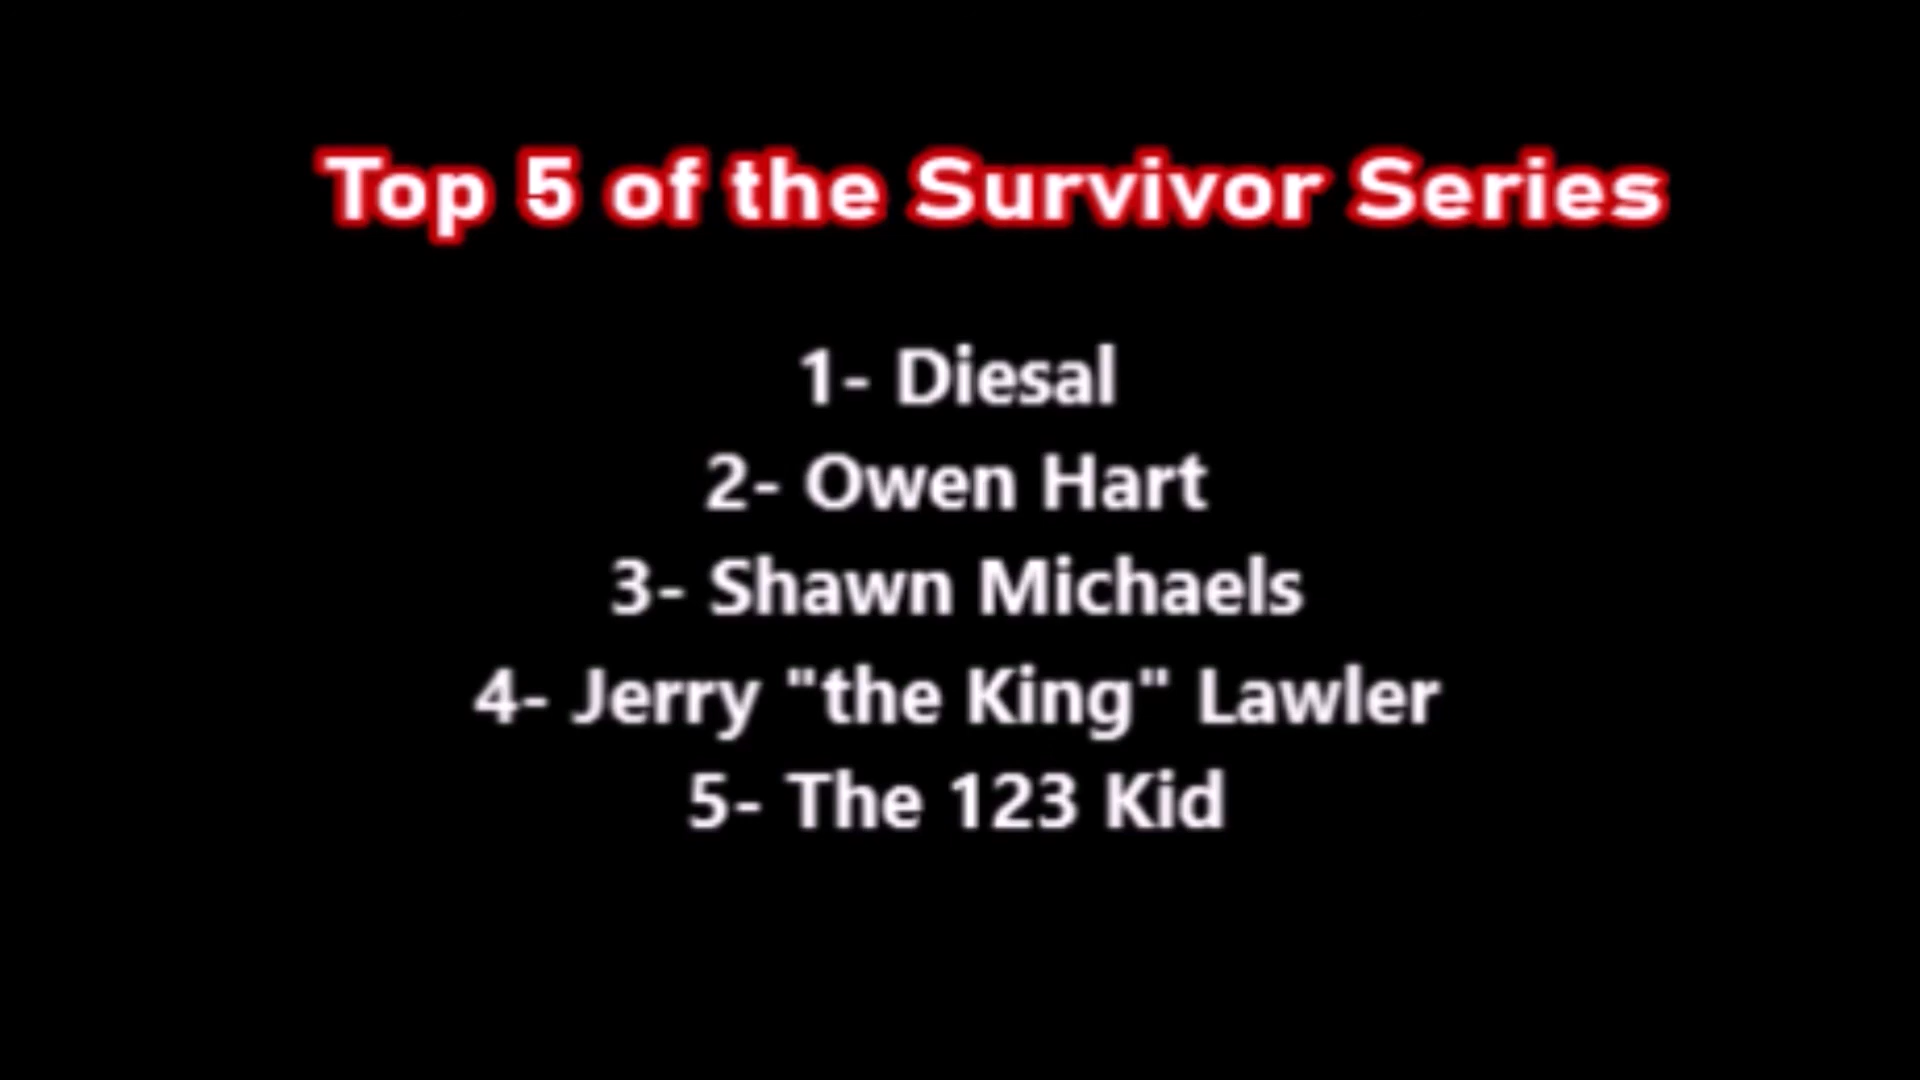 Top 5 of the Survivor Series
1- Diesal
2- Owen Hart
3- Shawn Michaels
4- Jerry "the King" Lawler
5- The 123 Kid